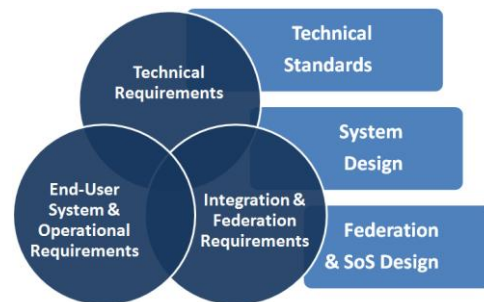 Technical
Requirements
Technical
Standards
System
Design
End-User
System &
Operational
Requirements
Integration &
Federation
Requirements
Federation
& SoS Design